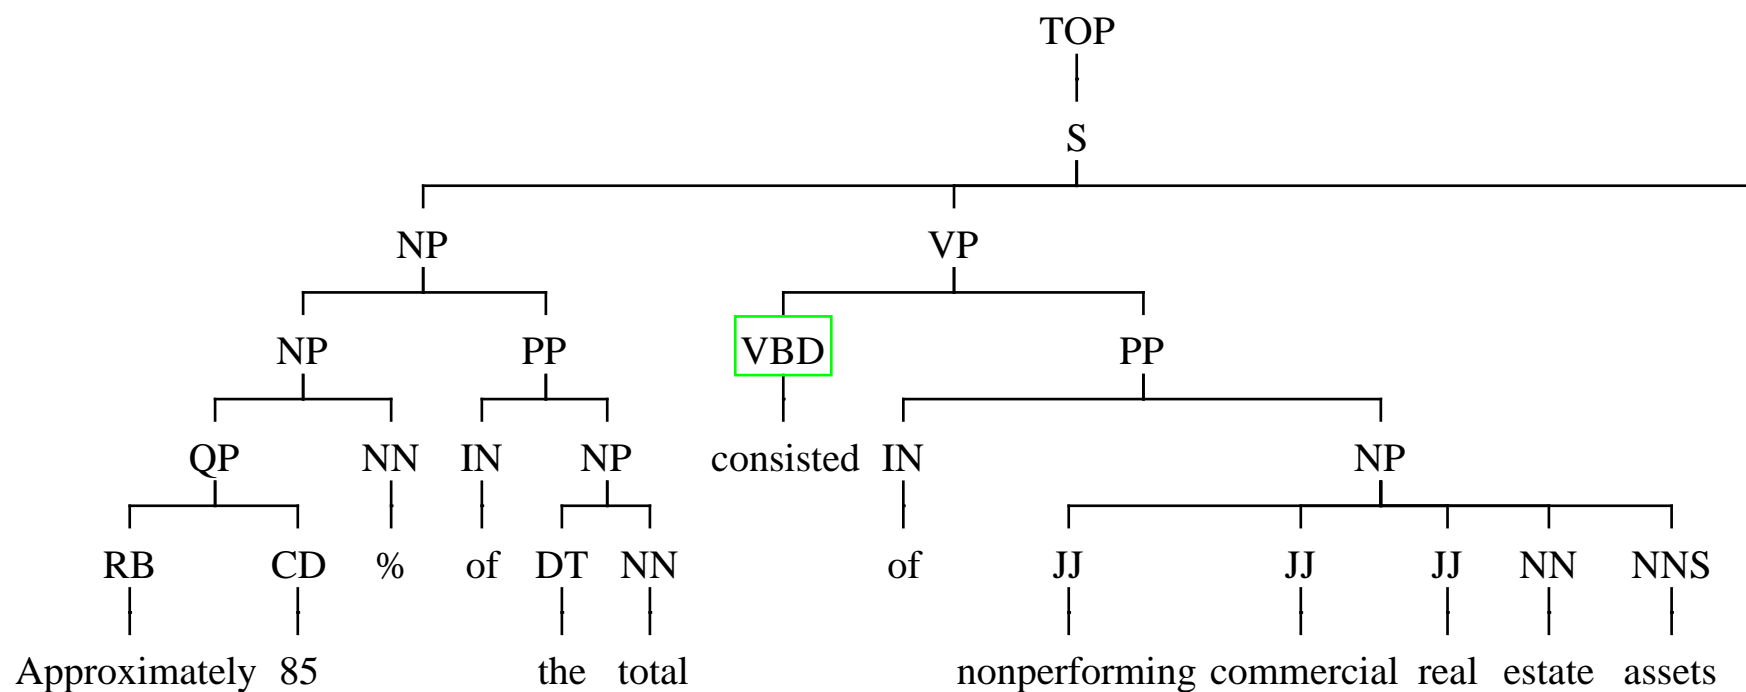 TOP
S
NP VP
NP PP VBD PP
QP NN IN NP consisted IN NP
RB CD % of DT NN of JJ JJ JJ NN NNS
Approximately 85 the total nonperforming commercial real estate assets